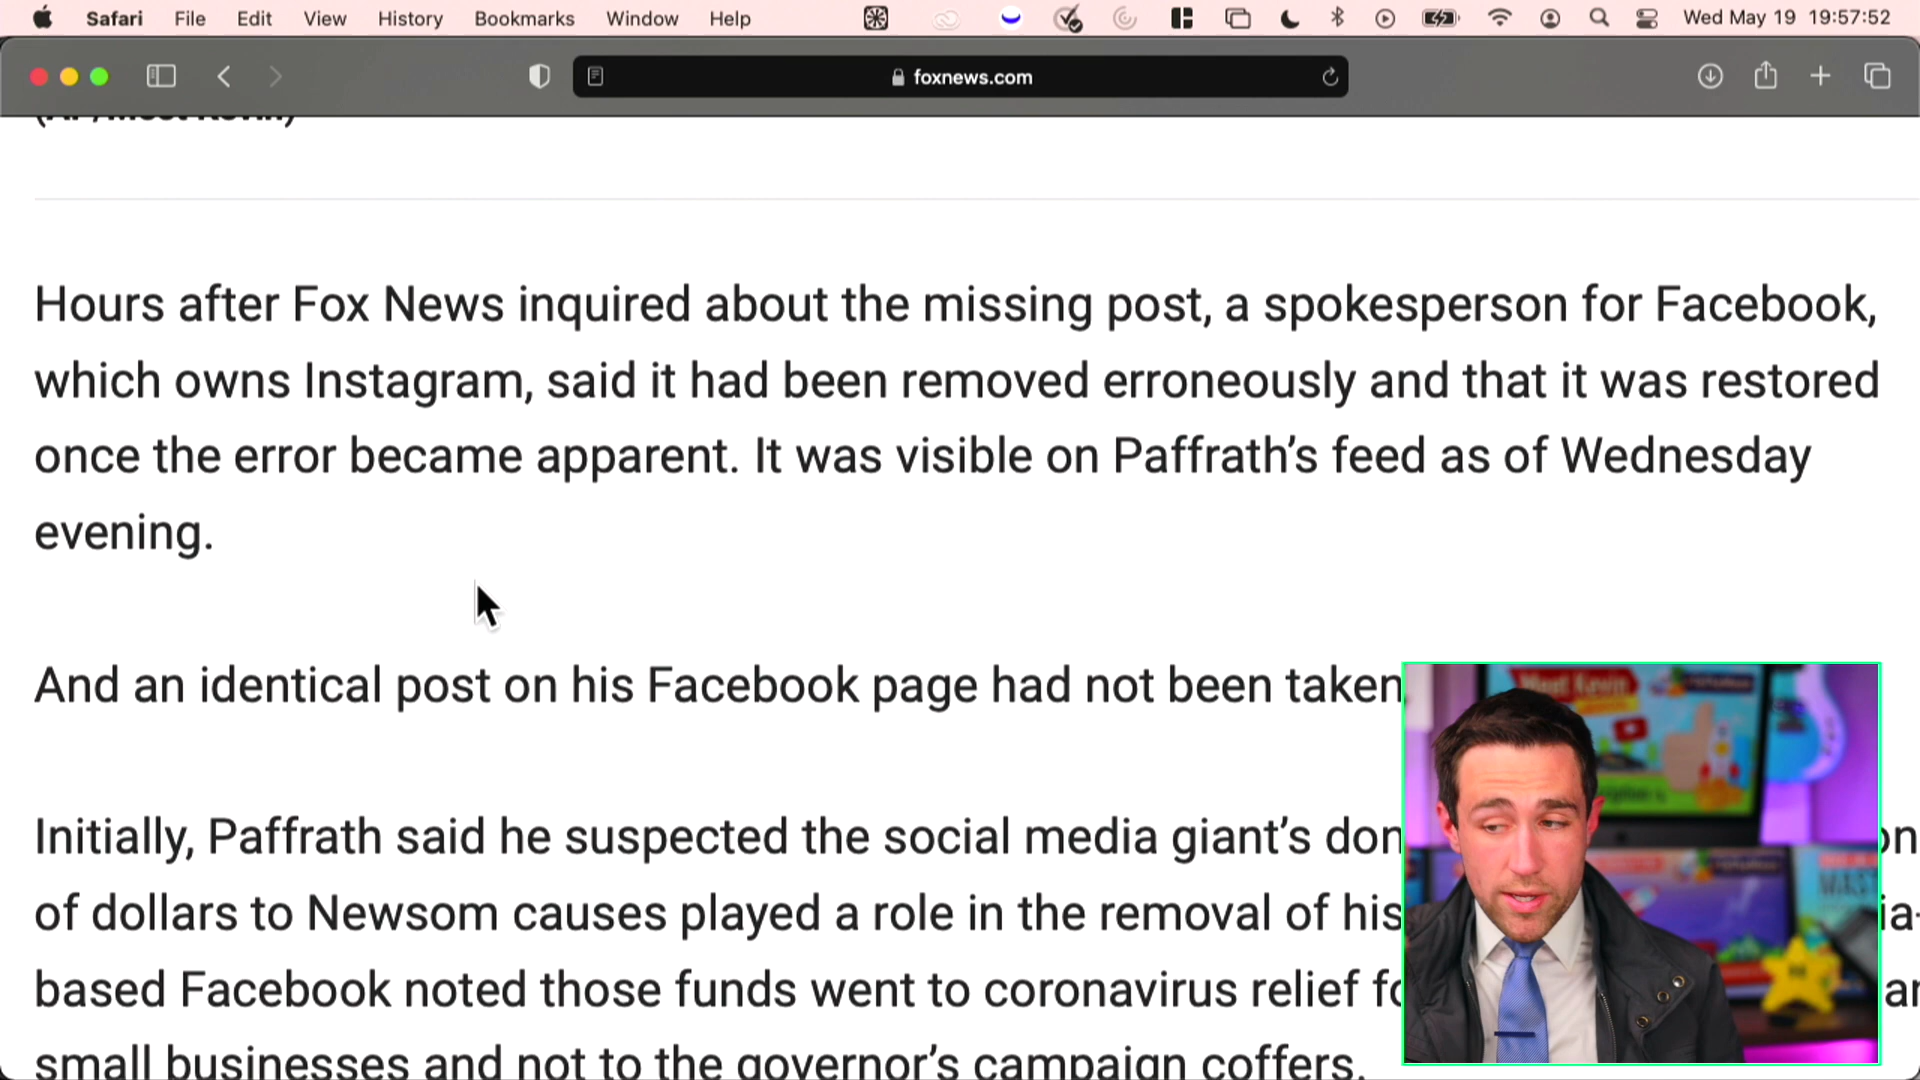 Safari File Edit View History Bookmarks Window Help Wed May 19 19:57:52
foxnews.com
Hours after Fox News inquired about the missing post, a spokesperson for Facebook,
which owns Instagram, said it had been removed erroneously and that it was restored
once the error became apparent. It was visible on Paffrath’s feed as of Wednesday
evening.
And an identical post on his Facebook page had not been taken
Meet Kevin
Initially, Paffrath said he suspected the social media giant’s don on
of dollars to Newsom causes played a role in the removal of his ia-
based Facebook noted those funds went to coronavirus relief fo ar
small businesses and not to the governor’s campaign coffers.